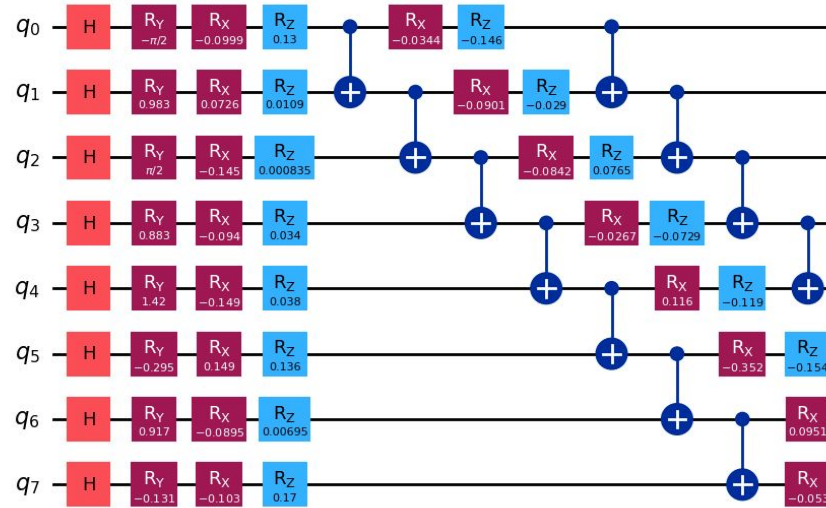 q0 H RY −π/2 RX −0.0999 RZ 0.13 RX −0.0344 RZ −0.146
q1 H RY 0.983 RX 0.0726 RZ 0.0109 RX −0.0901 RZ −0.029
q2 H RY π/2 RX −0.145 RZ 0.000835 RX −0.0842 RZ 0.0765
q3 H RY 0.883 RX −0.094 RZ 0.034 RX −0.0267 RZ −0.0729
q4 H RY 1.42 RX −0.149 RZ 0.038 RX 0.116 RZ −0.119
q5 H RY −0.295 RX 0.149 RZ 0.136 RX −0.352 RZ −0.154
q6 H RY 0.917 RX −0.0895 RZ 0.00695 RX 0.0951
q7 H RY −0.131 RX −0.103 RZ 0.17 RX −0.053